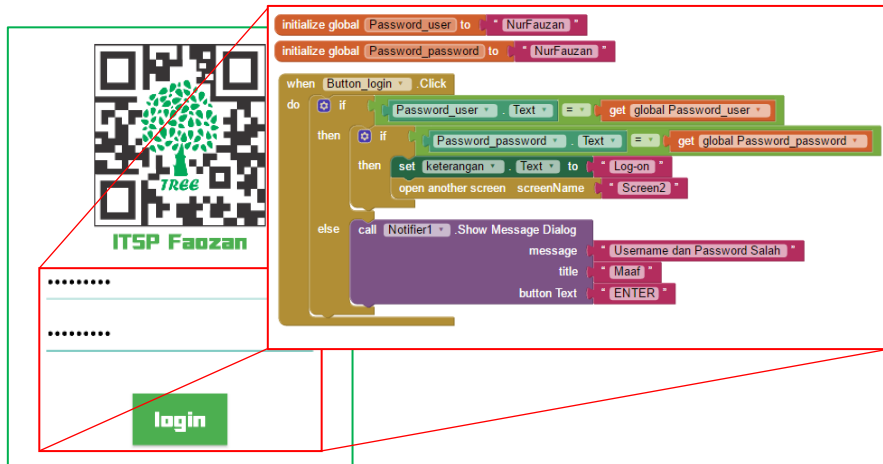 TREE
ITSP Faozan
•••••••••
•••••••••
login
initialize global Password_user to " NurFauzan "
initialize global Password_password to " NurFauzan "
when Button_login .Click
do if Password_user . Text = get global Password_user
then if Password_password . Text = get global Password_password
then set keterangan . Text to " Log-on "
open another screen screenName " Screen2 "
else call Notifier1 .Show Message Dialog
message " Username dan Password Salah "
title " Maaf "
button Text " ENTER "